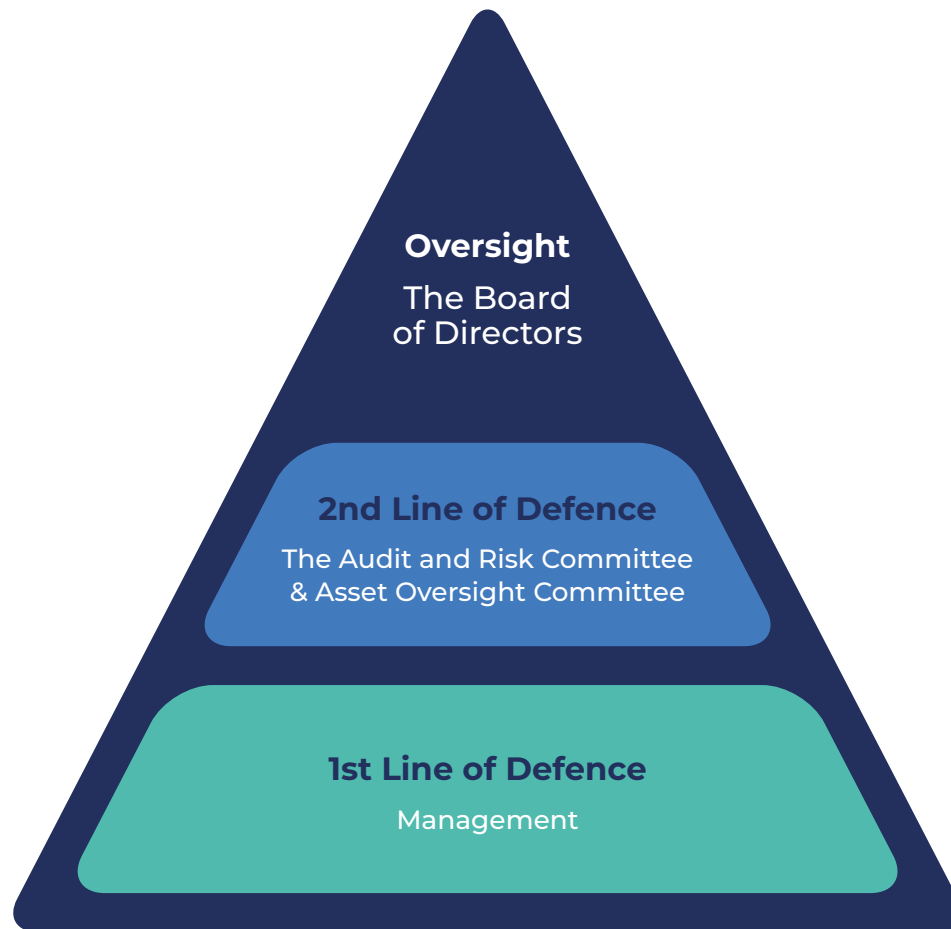 Oversight
The Board
of Directors
2nd Line of Defence
The Audit and Risk Committee
& Asset Oversight Committee
1st Line of Defence
Management